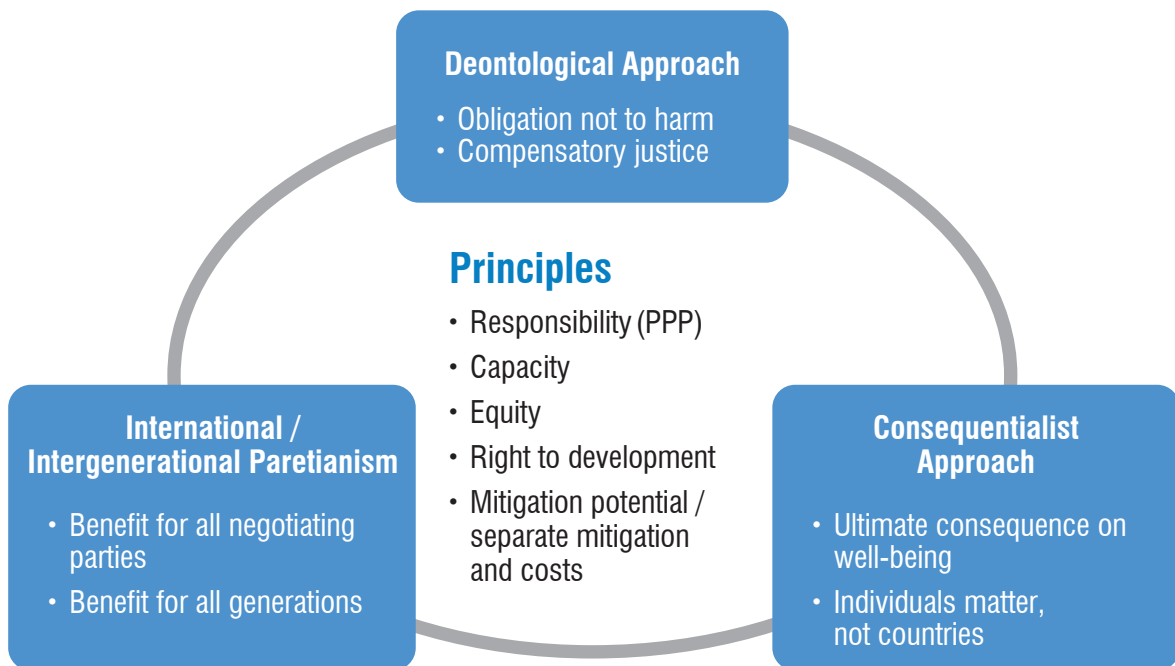 Deontological Approach
• Obligation not to harm
• Compensatory justice
Principles
• Responsibility (PPP)
• Capacity
• Equity
• Right to development
• Mitigation potential /
separate mitigation
and costs
International /
Intergenerational Paretianism
• Benefit for all negotiating
parties
• Benefit for all generations
Consequentialist
Approach
• Ultimate consequence on
well-being
• Individuals matter,
not countries